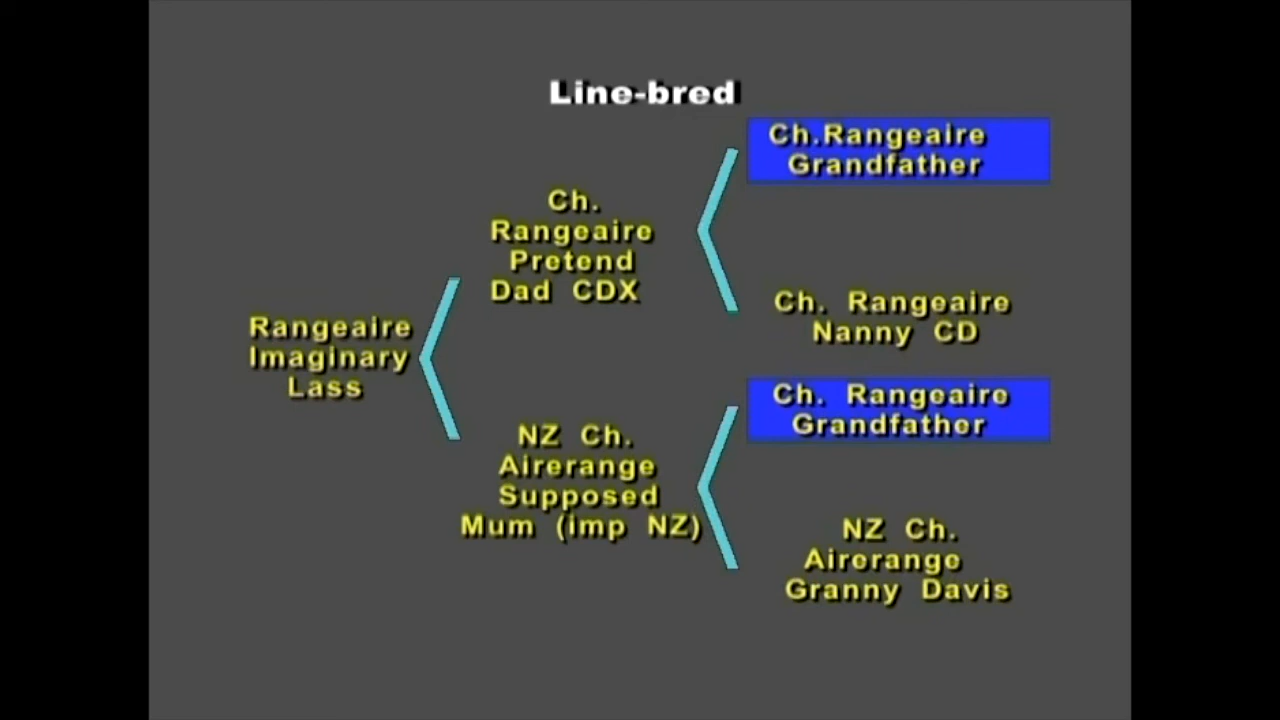 Line-bred
Ch.Rangeaire
Grandfather
Ch.
Rangeaire
Pretend
Dad CDX
Ch. Rangeaire
Nanny CD
Rangeaire
Imaginary
Lass
Ch. Rangeaire
Grandfather
NZ Ch.
Airerange
Supposed
Mum (imp NZ)
NZ Ch.
Airerange
Granny Davis